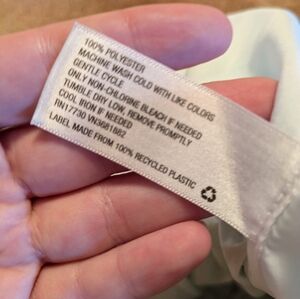 100% POLYESTER
MACHINE WASH COLD WITH LIKE COLORS
GENTLE CYCLE
ONLY NON-CHLORINE BLEACH IF NEEDED
TUMBLE DRY LOW, REMOVE PROMPTLY
COOL IRON IF NEEDED
RN17730 VN3681882
LABEL MADE FROM 100% RECYCLED PLASTIC